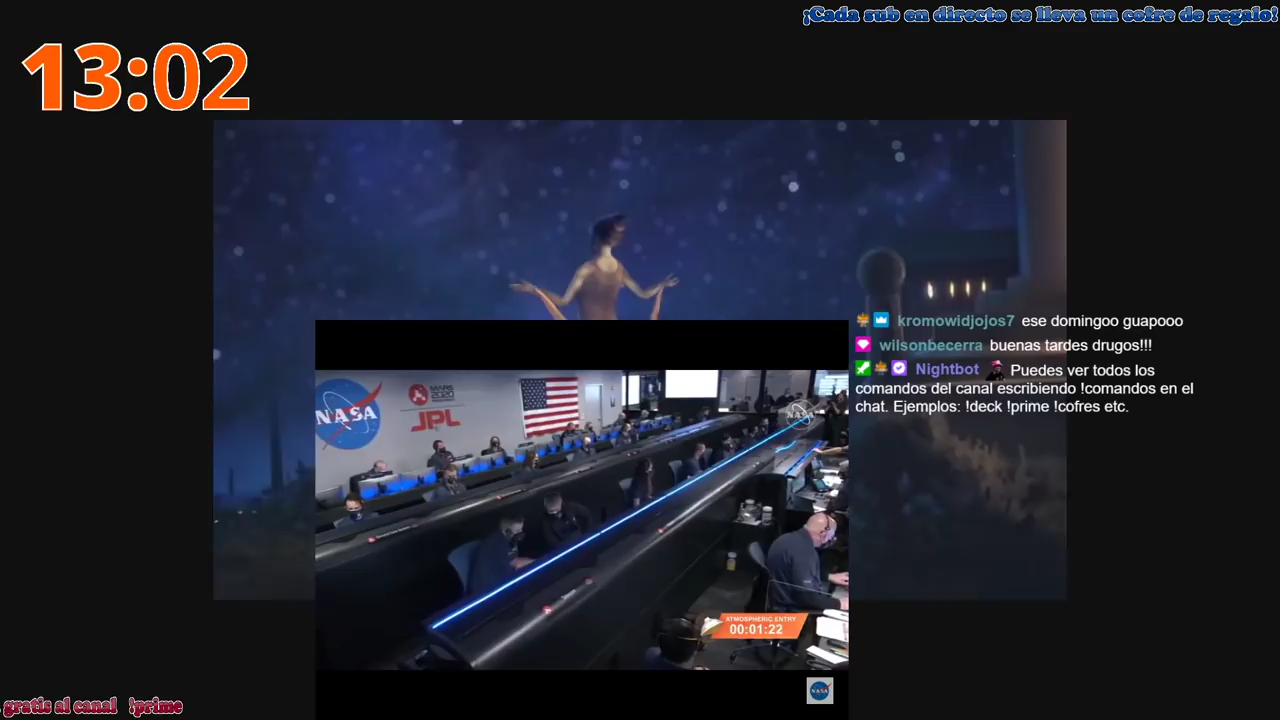 ¡Cada sub en directo se lleva un cofre de regalo!
13:02
kromowidjojos7 ese domingoo guapooo
wilsonbecerra buenas tardes drugos!!!
Nightbot Puedes ver todos los
comandos del canal escribiendo !comandos en el
chat. Ejemplos: !deck !prime !cofres etc.
NASA
MARS
2020
JPL
NASA
ATMOSPHERIC ENTRY
00:01:22
NASA
gratis al canal !prime